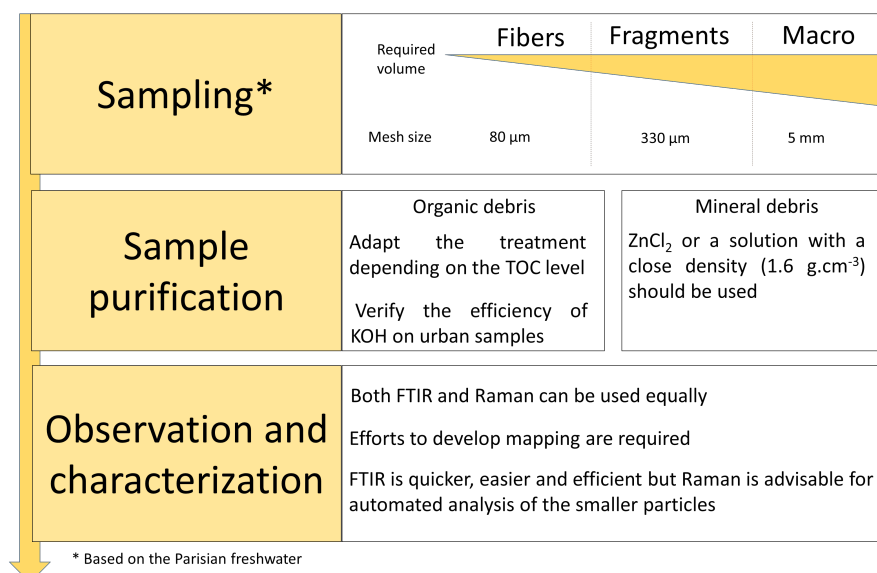 Sampling*
Required
volume
Fibers
Fragments
Macro
Mesh size
80 µm
330 µm
5 mm
Sample
purification
Organic debris
Adapt the treatment
depending on the TOC level
Verify the efficiency of
KOH on urban samples
Mineral debris
ZnCl₂ or a solution with a
close density (1.6 g.cm⁻³)
should be used
Observation and
characterization
Both FTIR and Raman can be used equally
Efforts to develop mapping are required
FTIR is quicker, easier and efficient but Raman is advisable for
automated analysis of the smaller particles
* Based on the Parisian freshwater